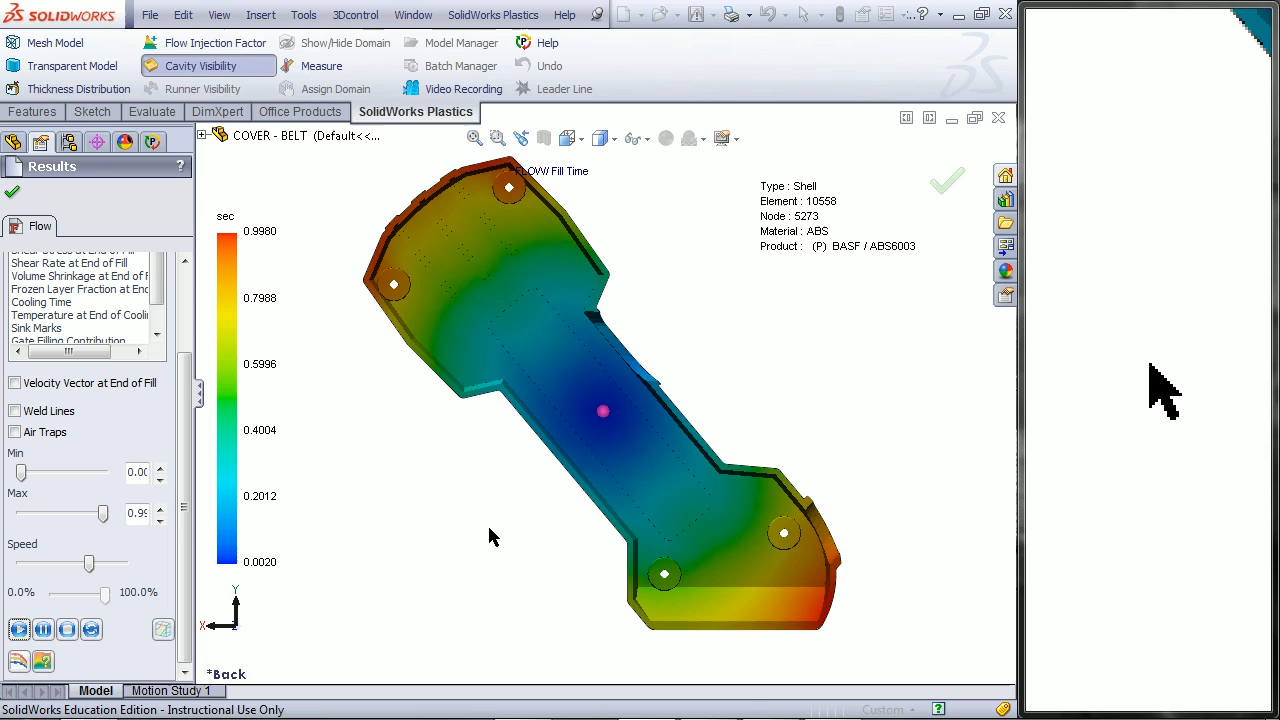 SOLIDWORKS File Edit View Insert Tools 3Dcontrol Window SolidWorks Plastics Help
Mesh Model Flow Injection Factor Show/Hide Domain Model Manager Help
Transparent Model Cavity Visibility Measure Batch Manager Undo
Thickness Distribution Runner Visibility Assign Domain Video Recording Leader Line
Features Sketch Evaluate DimXpert Office Products SolidWorks Plastics
COVER - BELT (Default<<...
Results ?
Flow
Shear Rate at End of Fill
Volume Shrinkage at End of F
Frozen Layer Fraction at End
Cooling Time
Temperature at End of Coolin
Sink Marks
Gate Filling Contribution
Velocity Vector at End of Fill
Weld Lines
Air Traps
Min
0.00
Max
0.99
Speed
0.0% 100.0%
FLOW/ Fill Time
Type : Shell
Element : 10558
Node : 5273
Material : ABS
Product : (P) BASF / ABS6003
sec
0.9980
0.7988
0.5996
0.4004
0.2012
0.0020
Y
X
Z
*Back
Model Motion Study 1
SolidWorks Education Edition - Instructional Use Only Custom